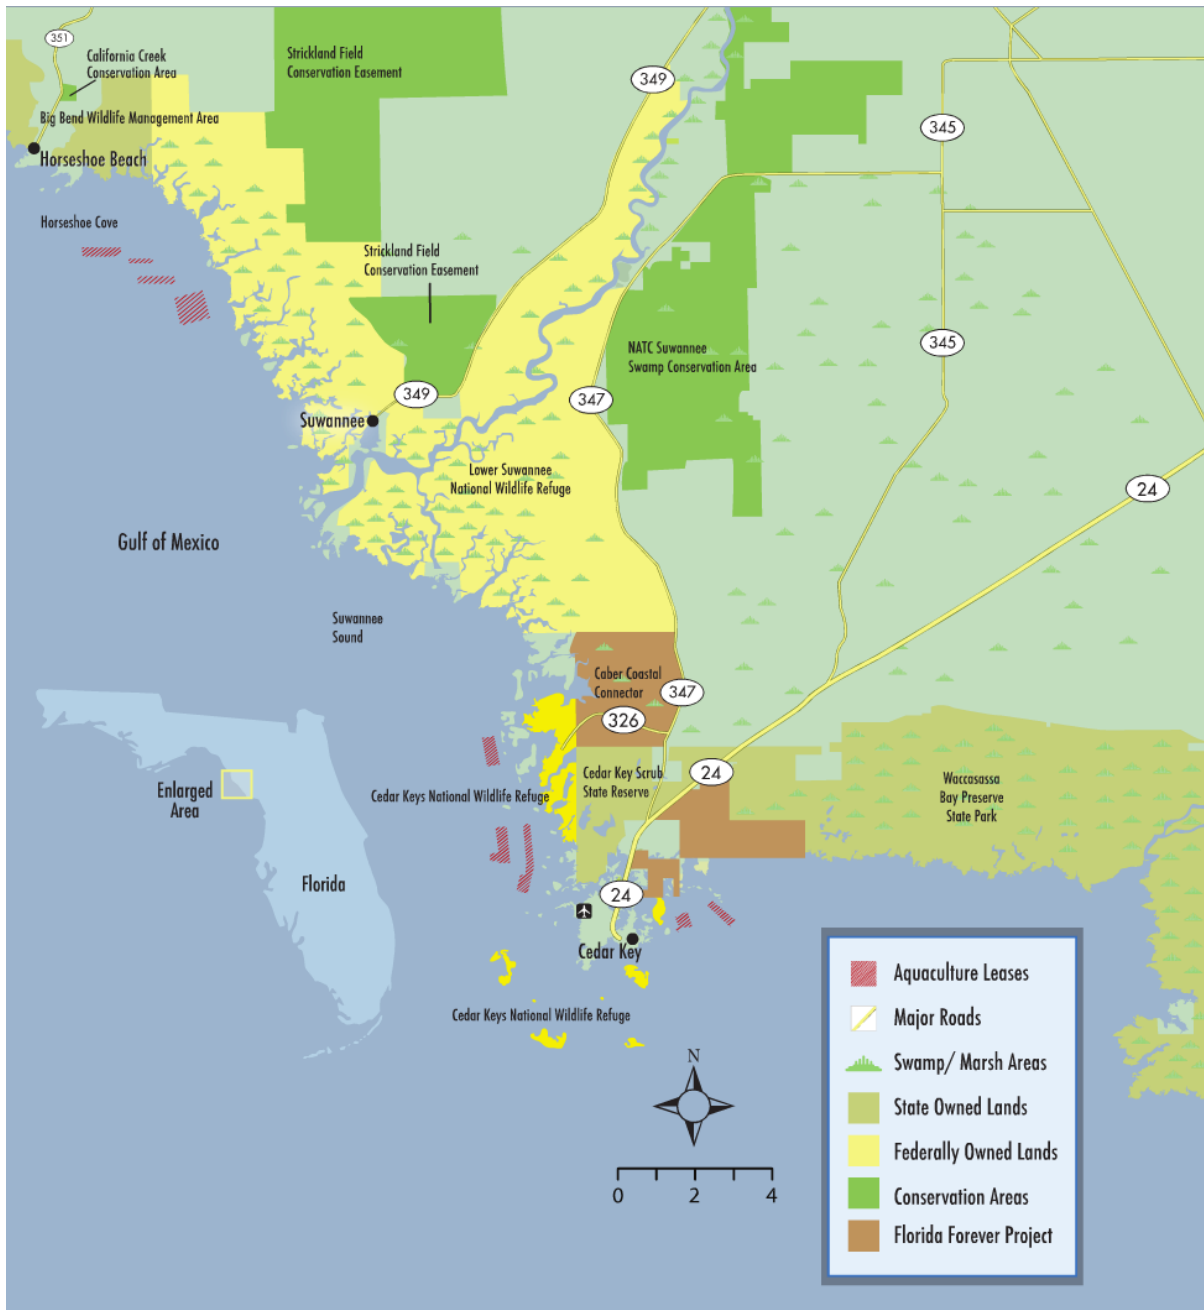 351
California Creek
Conservation Area
Strickland Field
Conservation Easement
349
Big Bend Wildlife Management Area
345
Horseshoe Beach
Horseshoe Cove
Strickland Field
Conservation Easement
NATC Suwannee
Swamp Conservation Area
345
349
347
Suwannee
Lower Suwannee
National Wildlife Refuge
24
Gulf of Mexico
Suwannee
Sound
Caber Coastal
Connector
347
326
Cedar Key Scrub
State Reserve
24
Waccasassa
Bay Preserve
State Park
Enlarged
Area
Cedar Keys National Wildlife Refuge
Florida
24
Cedar Key
Cedar Keys National Wildlife Refuge
Aquaculture Leases
Major Roads
Swamp/ Marsh Areas
State Owned Lands
Federally Owned Lands
Conservation Areas
Florida Forever Project
N
0 2 4